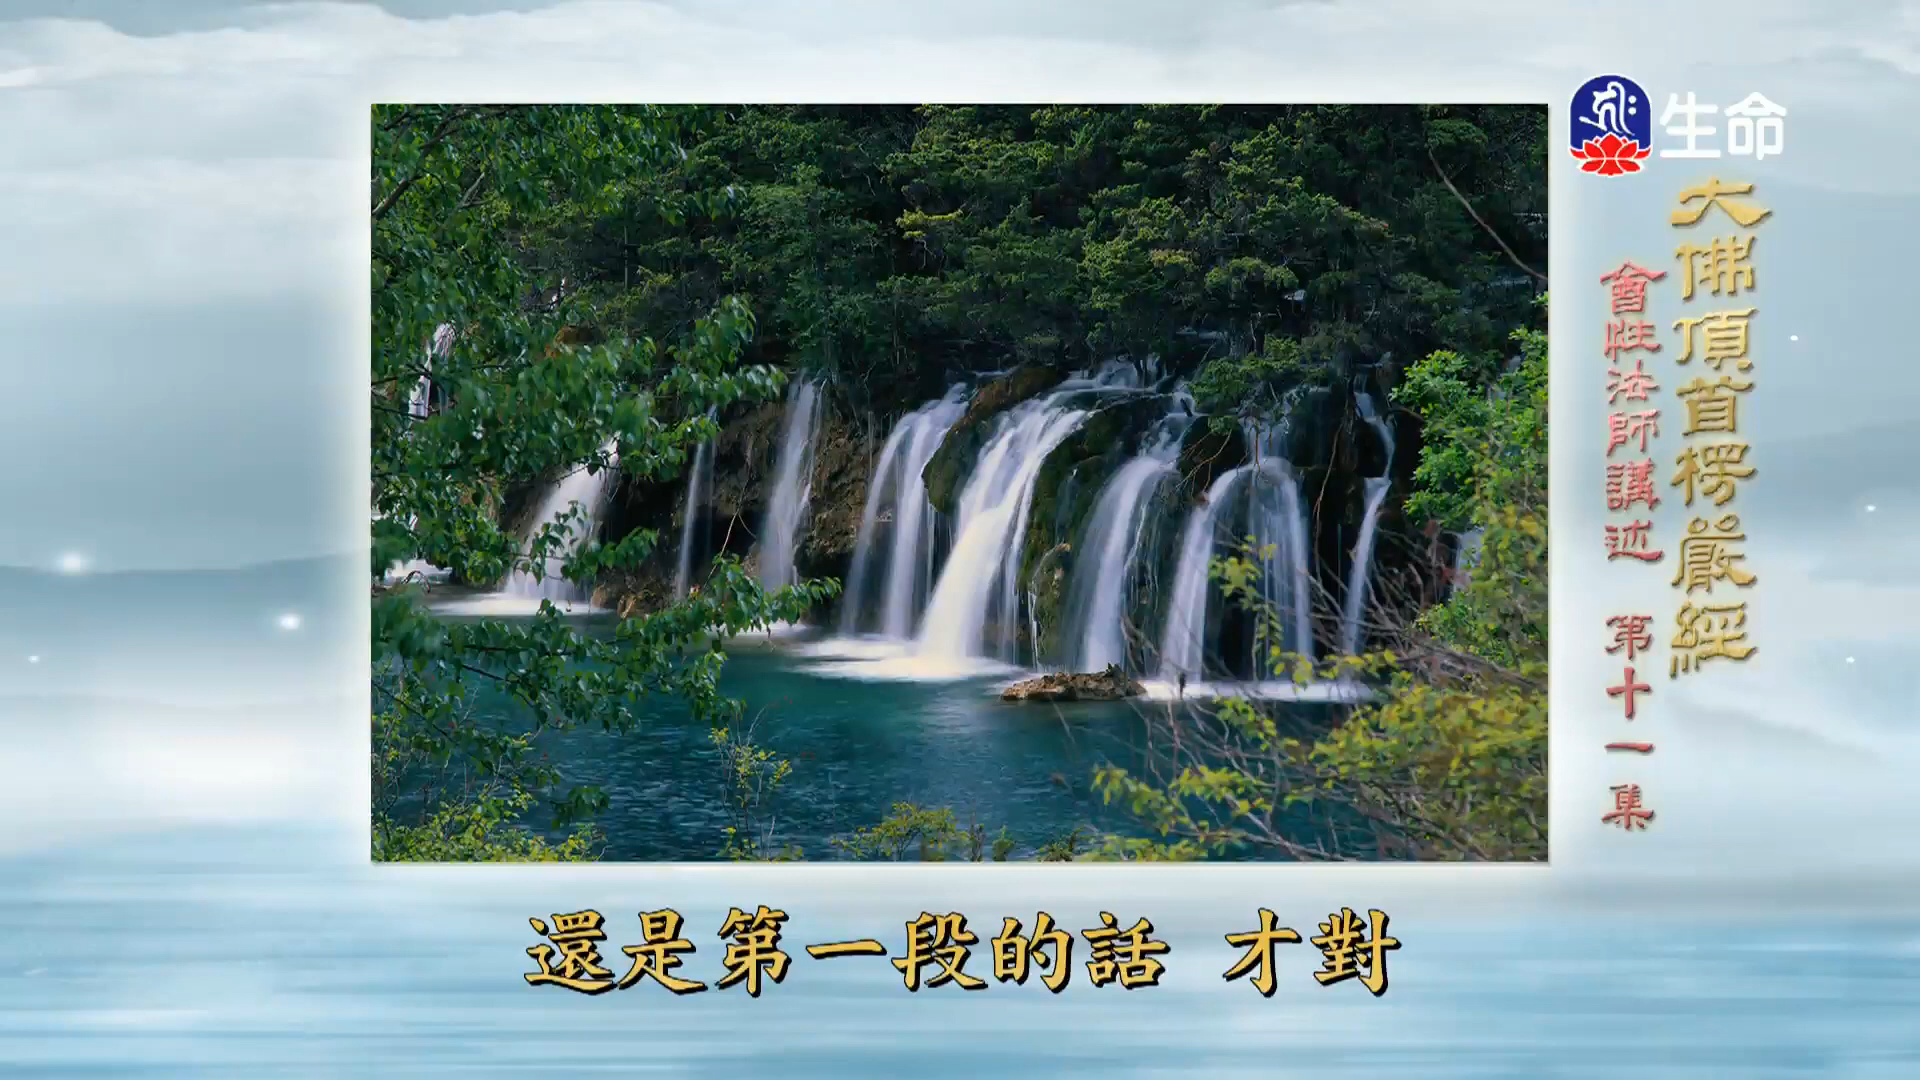 生命
大佛頂首楞嚴經
會性法師講述 第十一集
還是第一段的話 才對